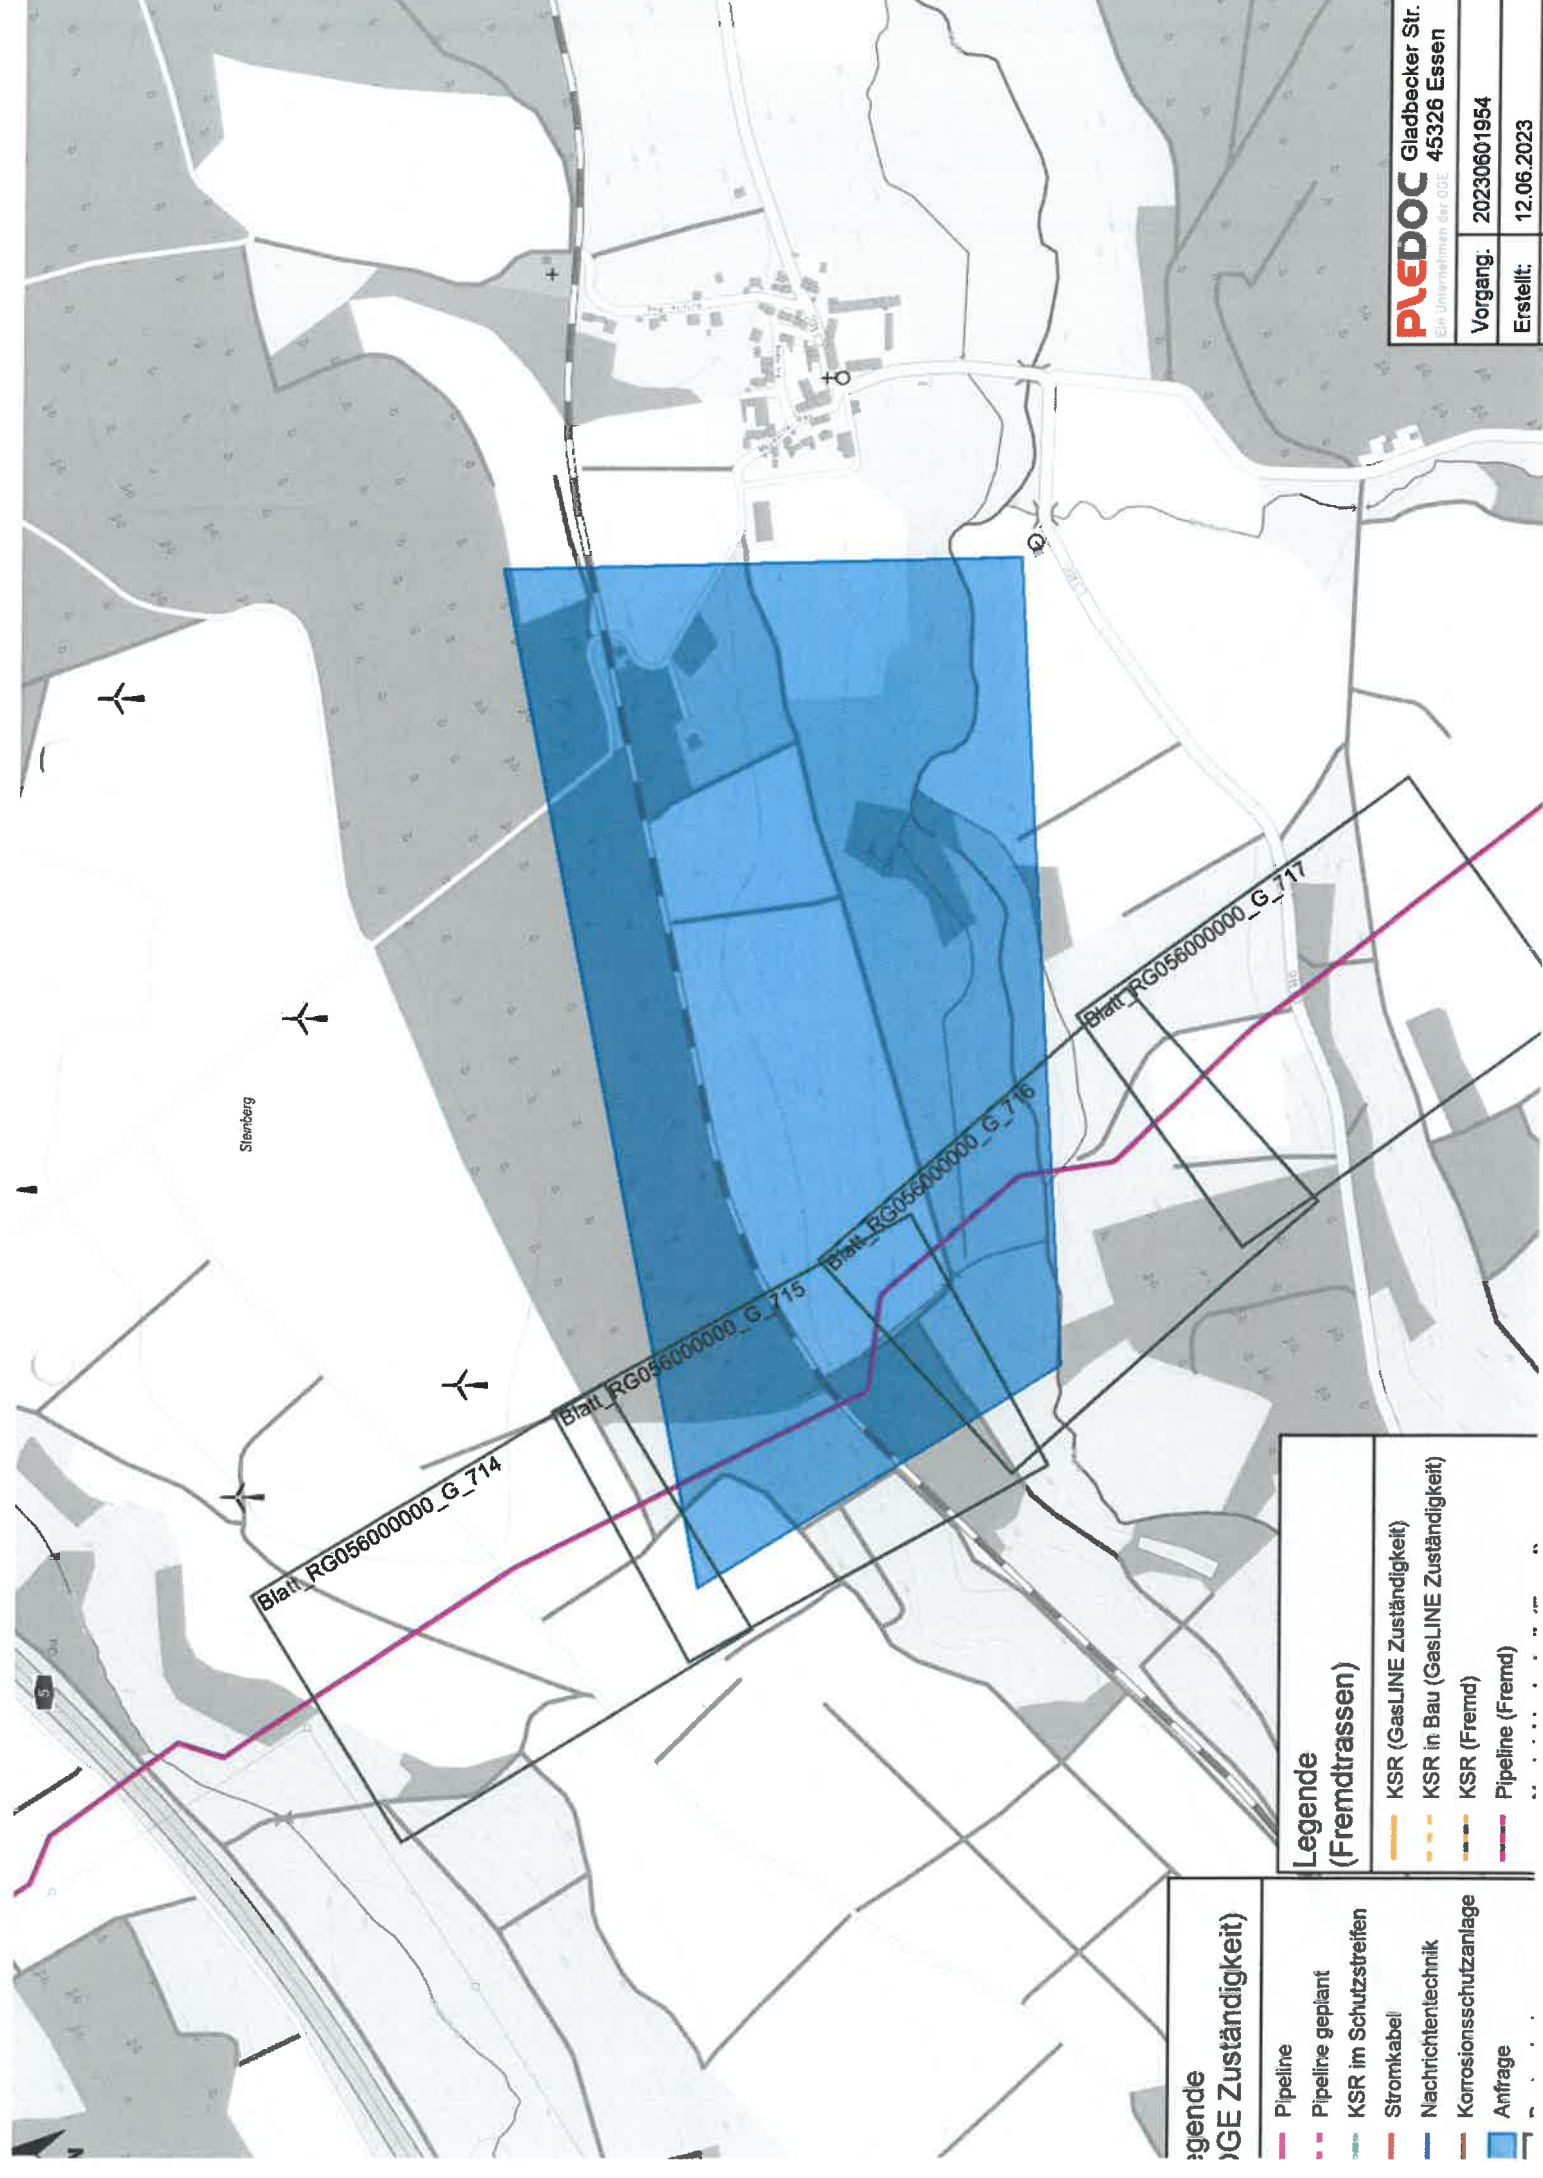 PLEDOC Gladbecker Str.
Ein Unternehmen der OGE 45326 Essen
Vorgang: 20230601954
Erstellt: 12.06.2023
5
Steinberg
Blatt_RG056000000_G_714
Blatt_RG056000000_G_715
Blatt_RG056000000_G_716
Blatt_RG056000000_G_717
Legende
(Fremdtrassen)
KSR (GasLINE Zuständigkeit)
KSR in Bau (GasLINE Zuständigkeit)
KSR (Fremd)
Pipeline (Fremd)
egende
OGE Zuständigkeit)
Pipeline
Pipeline geplant
KSR im Schutzstreifen
Stromkabel
Nachrichtentechnik
Korrosionsschutzanlage
Anfrage
N